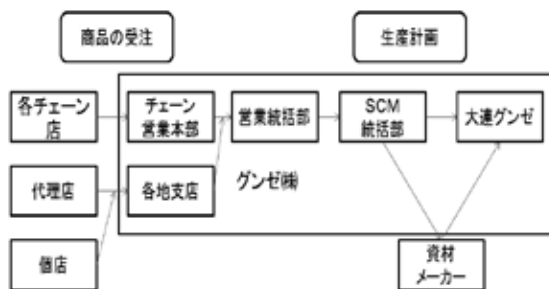 商品の受注
生産計画
各チェーン
店
チェーン
営業本部
営業統括部
SCM
統括部
大連グンゼ
代理店
各地支店
グンゼ㈱
個店
資材
メーカー